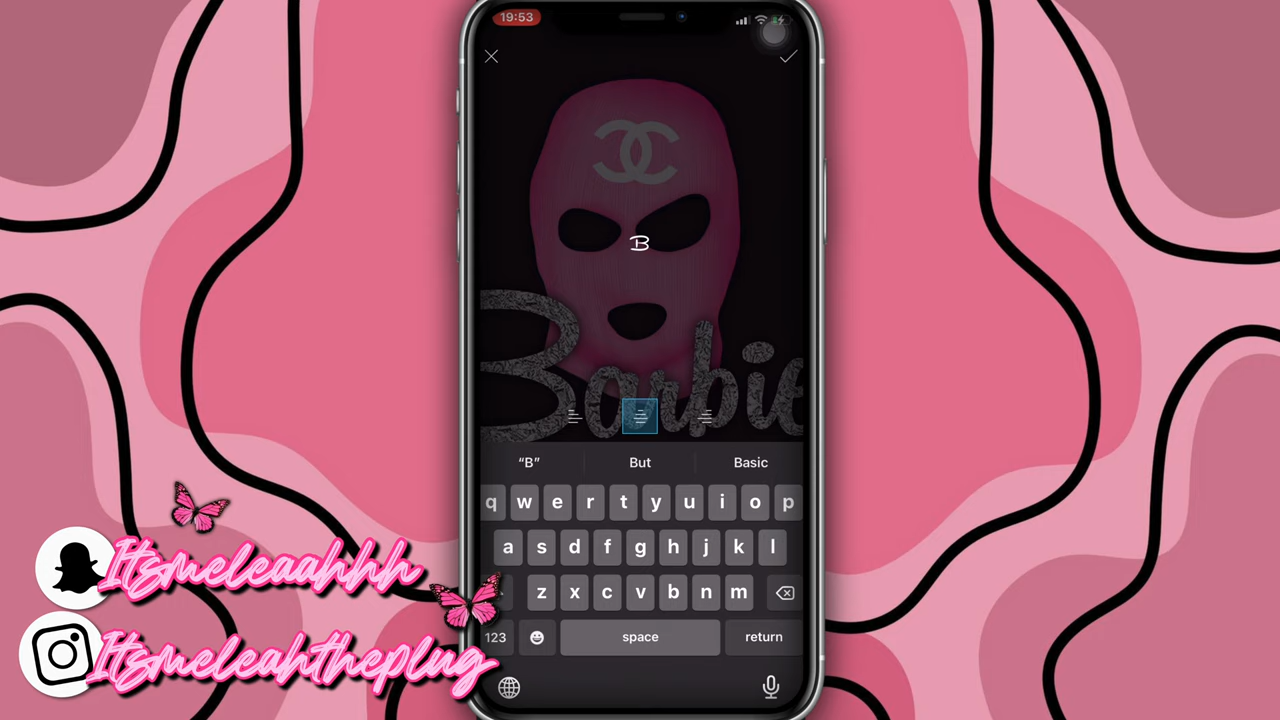 19:53
B
Barbie
“B” But Basic
q w e r t y u i o p
a s d f g h j k l
z x c v b n m
123 space return
Itsmeleaahhh
Itsmeleahtheplug